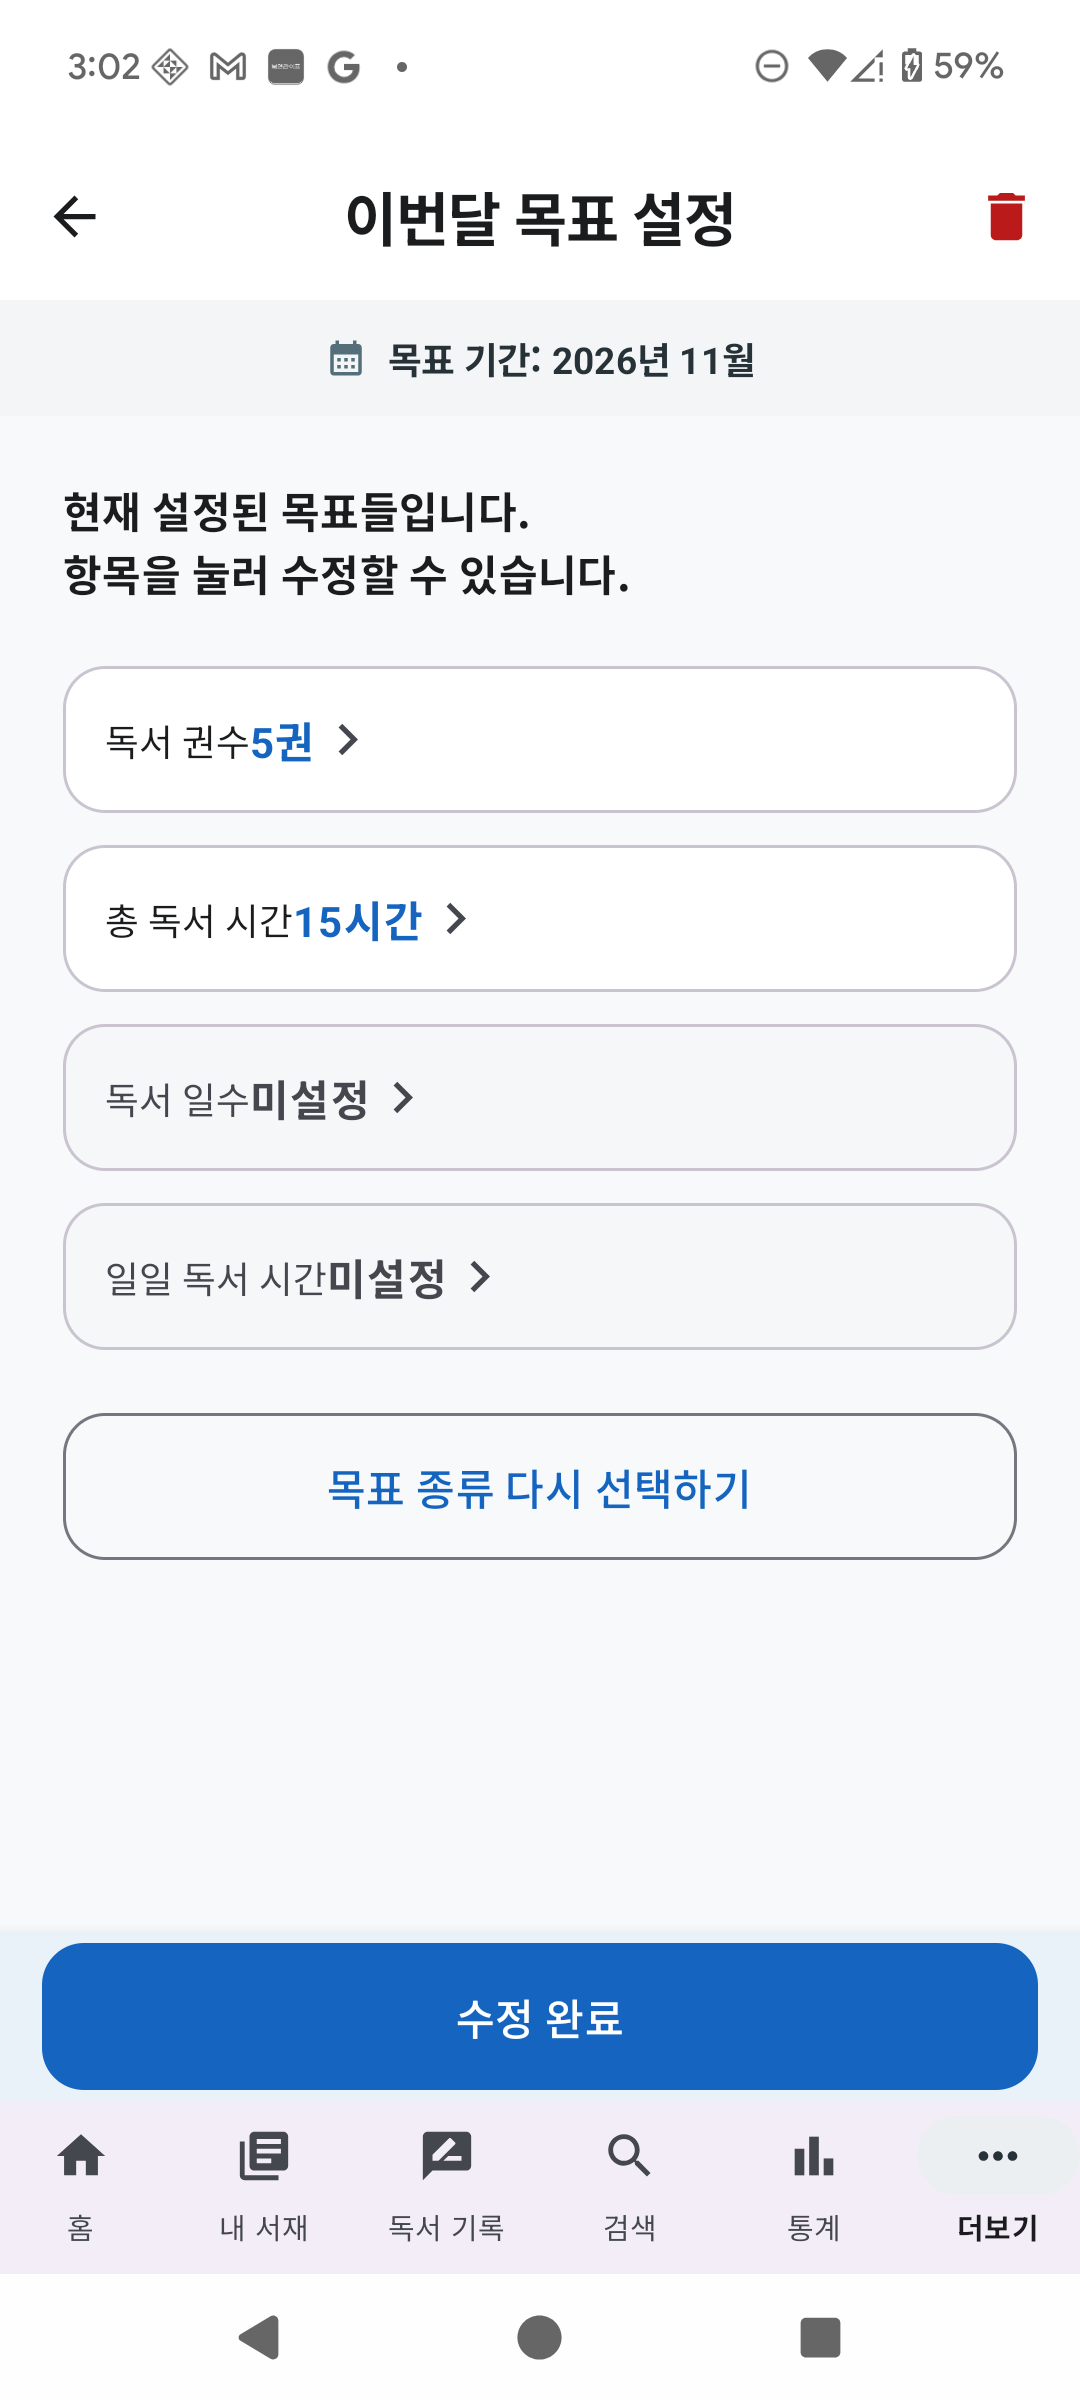 3:02
59%
이번달 목표 설정
목표 기간: 2026년 11월
현재 설정된 목표들입니다.
항목을 눌러 수정할 수 있습니다.
독서 권수5권
총 독서 시간15시간
독서 일수미설정
일일 독서 시간미설정
목표 종류 다시 선택하기
수정 완료
홈
내 서재
독서 기록
검색
통계
더보기